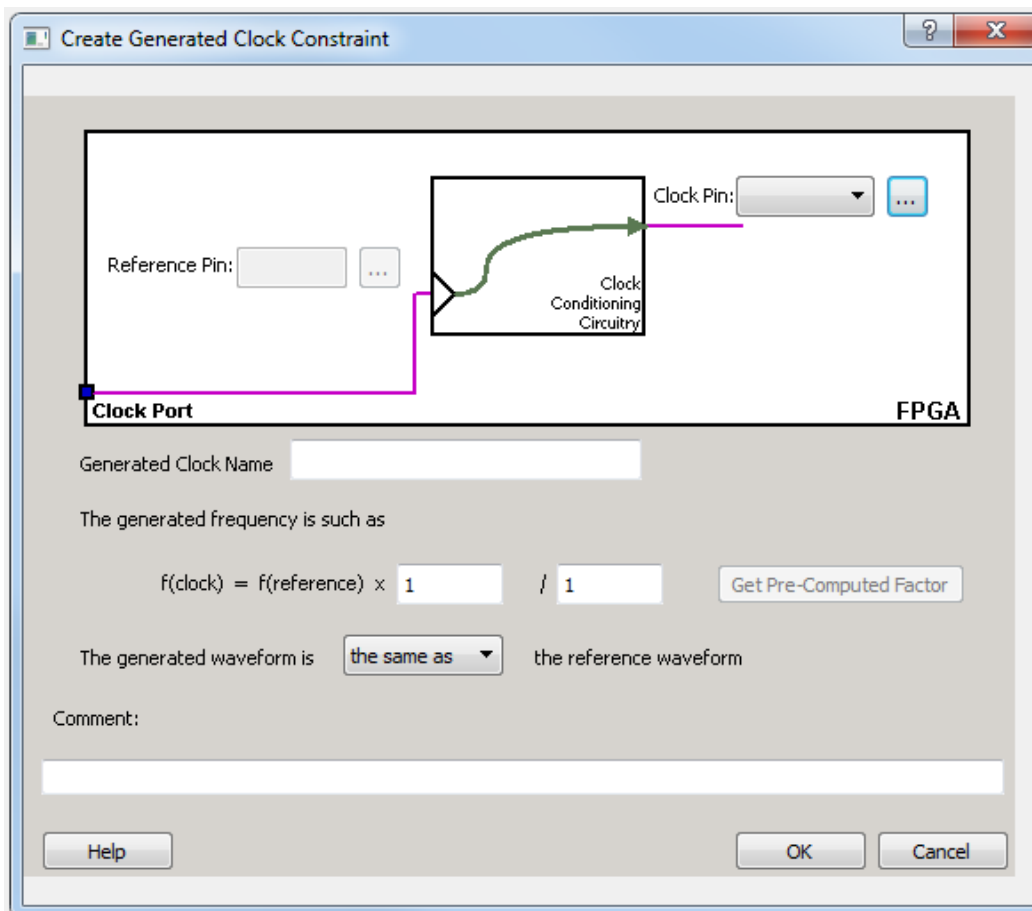 Create Generated Clock Constraint
?
x
Clock Pin:
...
Reference Pin:
...
Clock
Conditioning
Circuitry
Clock Port
FPGA
Generated Clock Name
The generated frequency is such as
f(clock) = f(reference) x 1 / 1 Get Pre-Computed Factor
The generated waveform is the same as the reference waveform
Comment:
Help OK Cancel